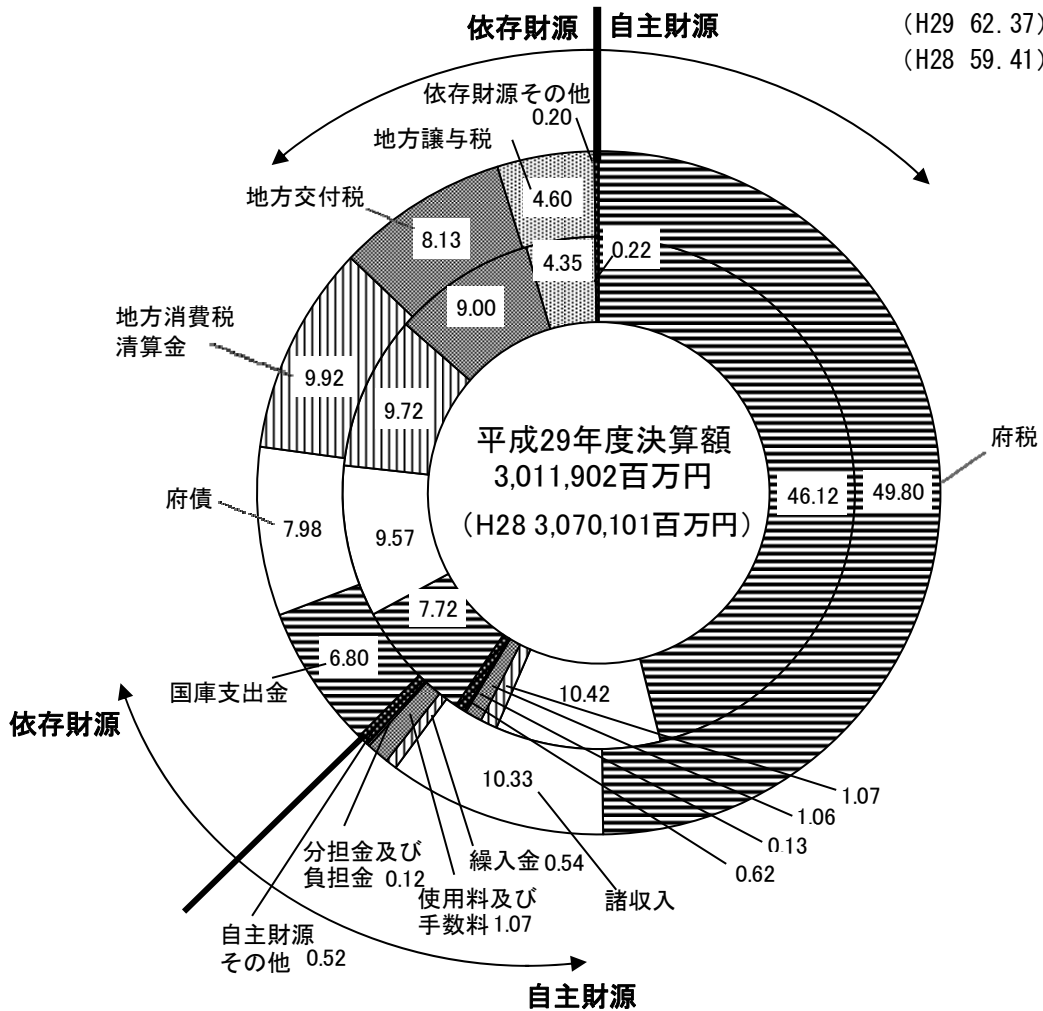 依存財源
自主財源
(H29 62.37)
(H28 59.41)
依存財源その他
0.20
地方譲与税
4.60
地方交付税
8.13
4.35
0.22
9.00
地方消費税
清算金
9.92
9.72
平成29年度決算額
3,011,902百万円
(H28 3,070,101百万円)
府税
46.12
49.80
府債
7.98
9.57
7.72
6.80
国庫支出金
10.42
依存財源
10.33
1.07
1.06
0.13
0.62
分担金及び
負担金 0.12
繰入金 0.54
使用料及び
手数料 1.07
諸収入
自主財源
その他 0.52
自主財源